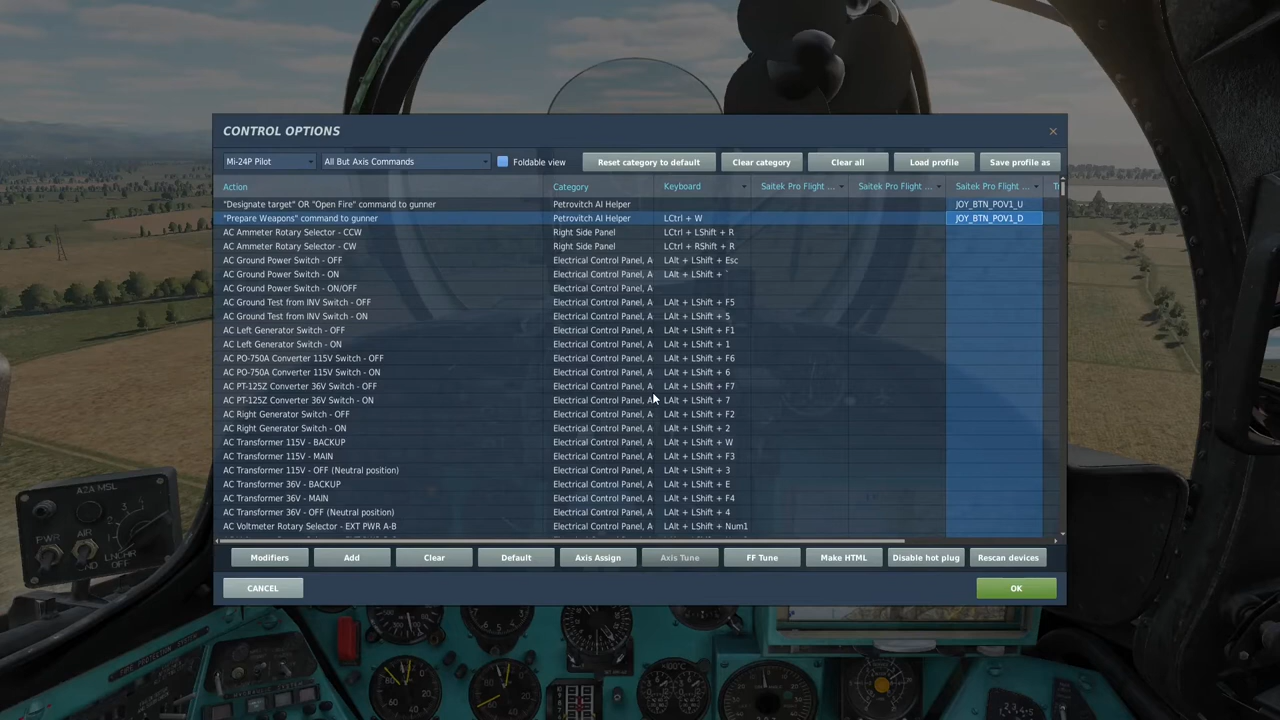 CONTROL OPTIONS
Mi-24P Pilot All But Axis Commands Foldable view Reset category to default Clear category Clear all Load profile Save profile as
Action Category Keyboard Saitek Pro Flight ... Saitek Pro Flight ... Saitek Pro Flight ...
"Designate target" OR "Open Fire" command to gunner Petrovitch AI Helper JOY_BTN_POV1_U
"Prepare Weapons" command to gunner Petrovitch AI Helper LCtrl + W JOY_BTN_POV1_D
AC Ammeter Rotary Selector - CCW Right Side Panel LCtrl + LShift + R
AC Ammeter Rotary Selector - CW Right Side Panel LCtrl + RShift + R
AC Ground Power Switch - OFF Electrical Control Panel, A LAlt + LShift + Esc
AC Ground Power Switch - ON Electrical Control Panel, A LAlt + LShift + `
AC Ground Power Switch - ON/OFF Electrical Control Panel, A
AC Ground Test from INV Switch - OFF Electrical Control Panel, A LAlt + LShift + F5
AC Ground Test from INV Switch - ON Electrical Control Panel, A LAlt + LShift + 5
AC Left Generator Switch - OFF Electrical Control Panel, A LAlt + LShift + F1
AC Left Generator Switch - ON Electrical Control Panel, A LAlt + LShift + 1
AC PO-750A Converter 115V Switch - OFF Electrical Control Panel, A LAlt + LShift + F6
AC PO-750A Converter 115V Switch - ON Electrical Control Panel, A LAlt + LShift + 6
AC PT-125Z Converter 36V Switch - OFF Electrical Control Panel, A LAlt + LShift + F7
AC PT-125Z Converter 36V Switch - ON Electrical Control Panel, A LAlt + LShift + 7
AC Right Generator Switch - OFF Electrical Control Panel, A LAlt + LShift + F2
AC Right Generator Switch - ON Electrical Control Panel, A LAlt + LShift + 2
AC Transformer 115V - BACKUP Electrical Control Panel, A LAlt + LShift + W
AC Transformer 115V - MAIN Electrical Control Panel, A LAlt + LShift + F3
AC Transformer 115V - OFF (Neutral position) Electrical Control Panel, A LAlt + LShift + 3
AC Transformer 36V - BACKUP Electrical Control Panel, A LAlt + LShift + E
AC Transformer 36V - MAIN Electrical Control Panel, A LAlt + LShift + F4
AC Transformer 36V - OFF (Neutral position) Electrical Control Panel, A LAlt + LShift + 4
AC Voltmeter Rotary Selector - EXT PWR A-B Electrical Control Panel, A LAlt + LShift + Num1
Modifiers Add Clear Default Axis Assign Axis Tune FF Tune Make HTML Disable hot plug Rescan devices
CANCEL OK
A2A MSL
PWR AIR
LNCHR
OFF